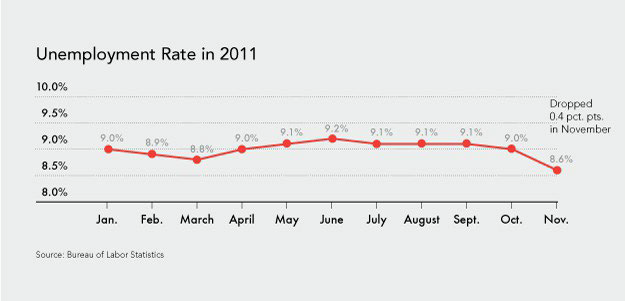 Unemployment Rate in 2011
10.0%
9.5%
9.0%
8.5%
8.0%
9.0%
8.9%
8.8%
9.0%
9.1%
9.2%
9.1%
9.1%
9.1%
9.0%
8.6%
Dropped
0.4 pct. pts.
in November
Jan. Feb. March April May June July August Sept. Oct. Nov.
Source: Bureau of Labor Statistics